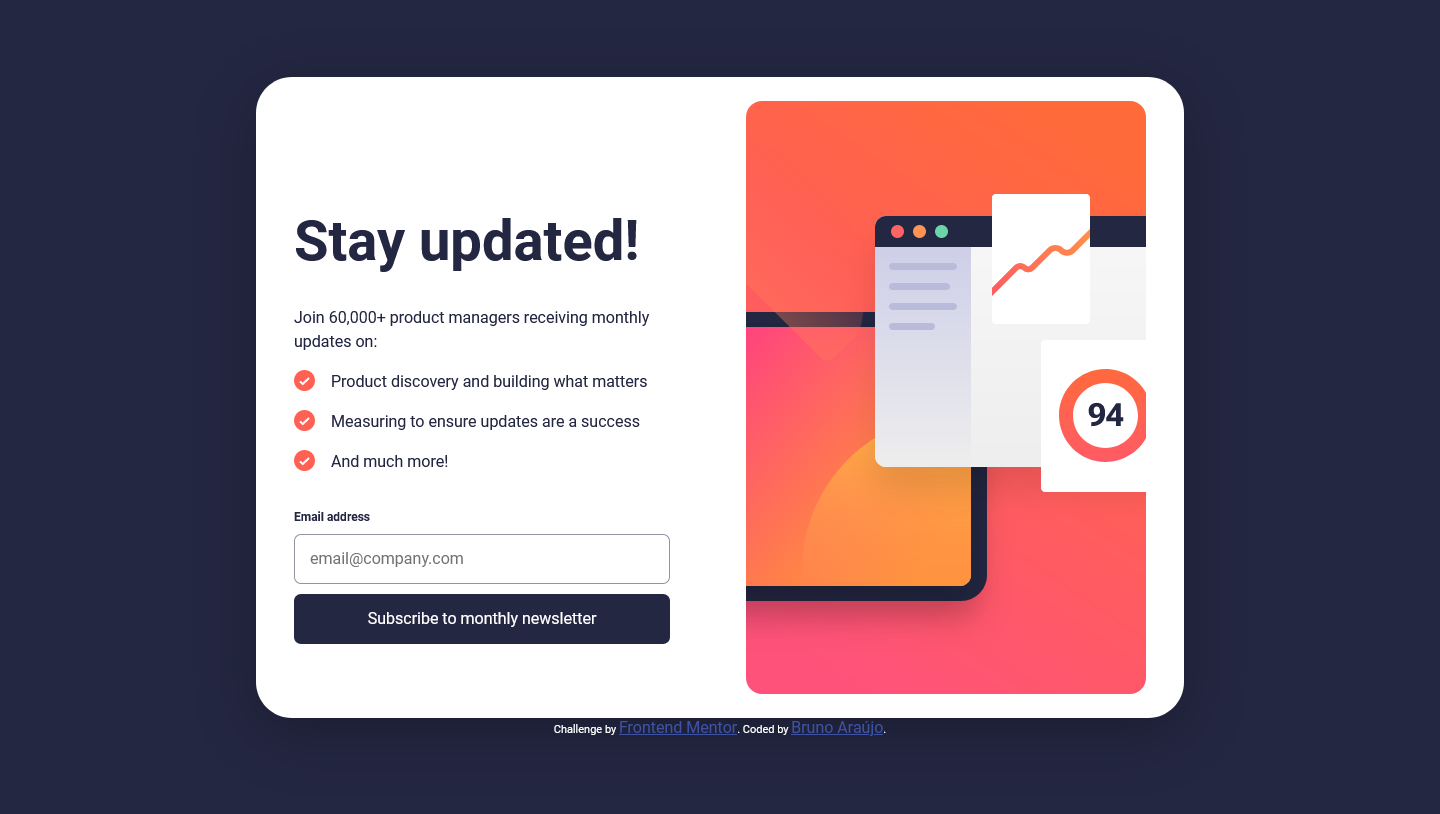 Stay updated!
Join 60,000+ product managers receiving monthly
updates on:
Product discovery and building what matters
Measuring to ensure updates are a success
And much more!
Email address
email@company.com
Subscribe to monthly newsletter
94
Challenge by Frontend Mentor. Coded by Bruno Araújo.